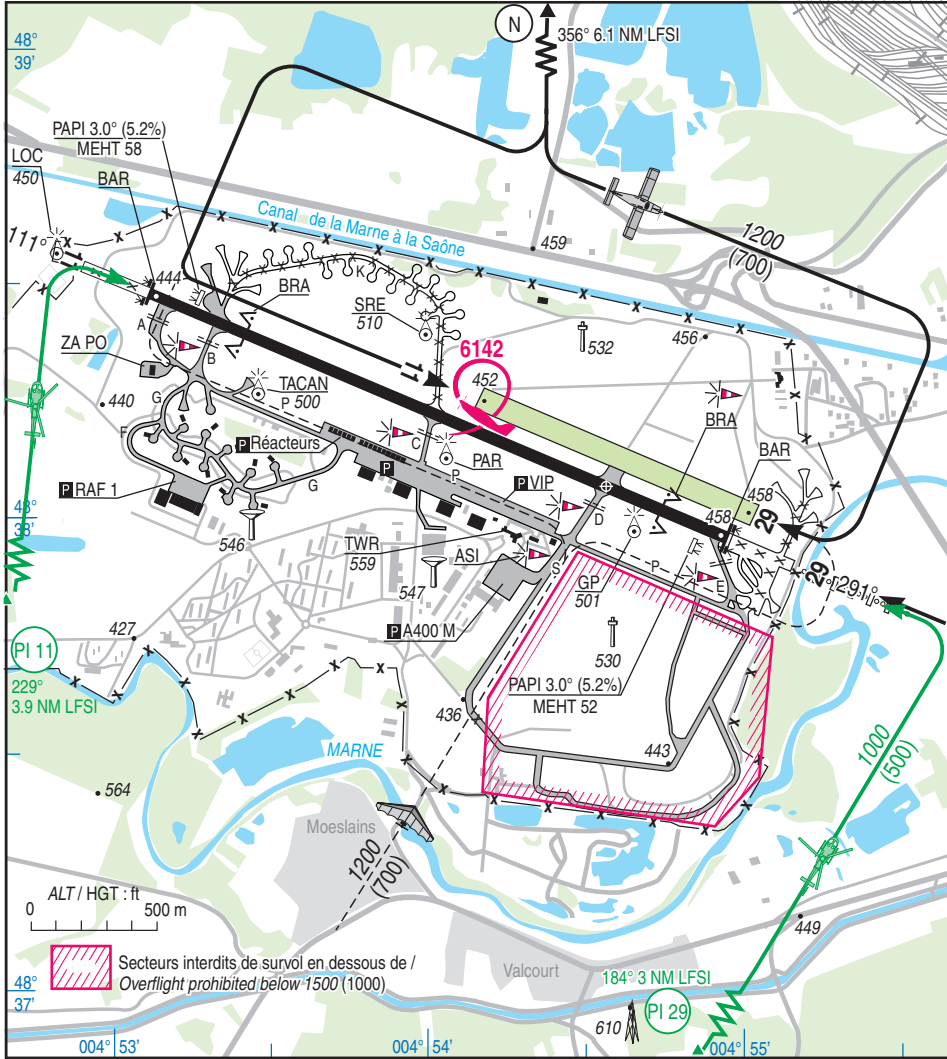 N
356° 6.1 NM LFSI
48°
39'
PAPI 3.0° (5.2%)
MEHT 58
LOC
450
BAR
Canal de la Marne à la Saône
459
1200
(700)
111°
444
BRA
K
SRE
510
532
456
6142
452
A
B
ZA PO
TACAN
500
P
11
440
G
F
P Réacteurs
C
PAR
P
BRA
BAR
P RAF 1
G
P
P VIP
458
458
29
48°
38'
D
546
TWR
559
ASI
547
S
GP
501
P
E
29
291°
P A400 M
530
427
PI 11
229°
3.9 NM LFSI
PAPI 3.0° (5.2%)
MEHT 52
436
443
MARNE
1000
(500)
564
Moeslains
1200
(700)
ALT / HGT : ft
0 500 m
449
Secteurs interdits de survol en dessous de /
Overflight prohibited below 1500 (1000)
Valcourt
184° 3 NM LFSI
PI 29
610
48°
37'
004° 53'
004° 54'
004° 55'